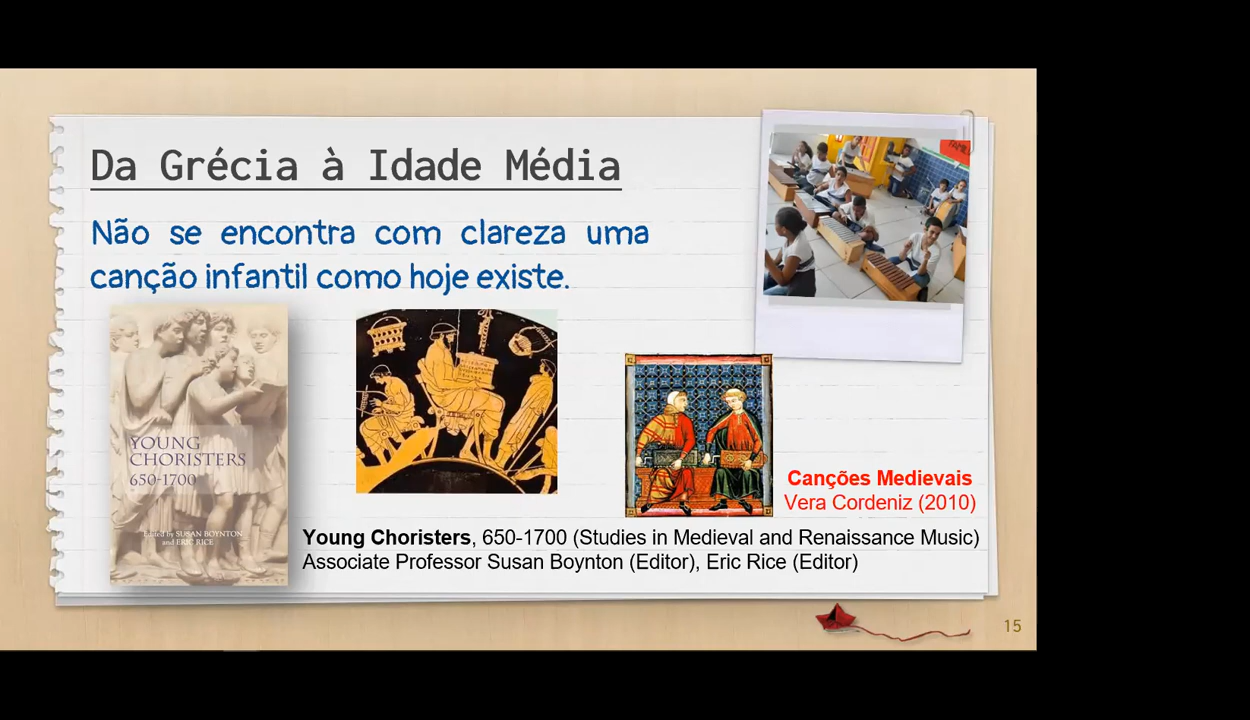 Da Grécia à Idade Média
Não se encontra com clareza uma
canção infantil como hoje existe.
YOUNG
CHORISTERS
650-1700
Edited by SUSAN BOYNTON
and ERIC RICE
Canções Medievais
Vera Cordeniz (2010)
Young Choristers, 650-1700 (Studies in Medieval and Renaissance Music)
Associate Professor Susan Boynton (Editor), Eric Rice (Editor)
15